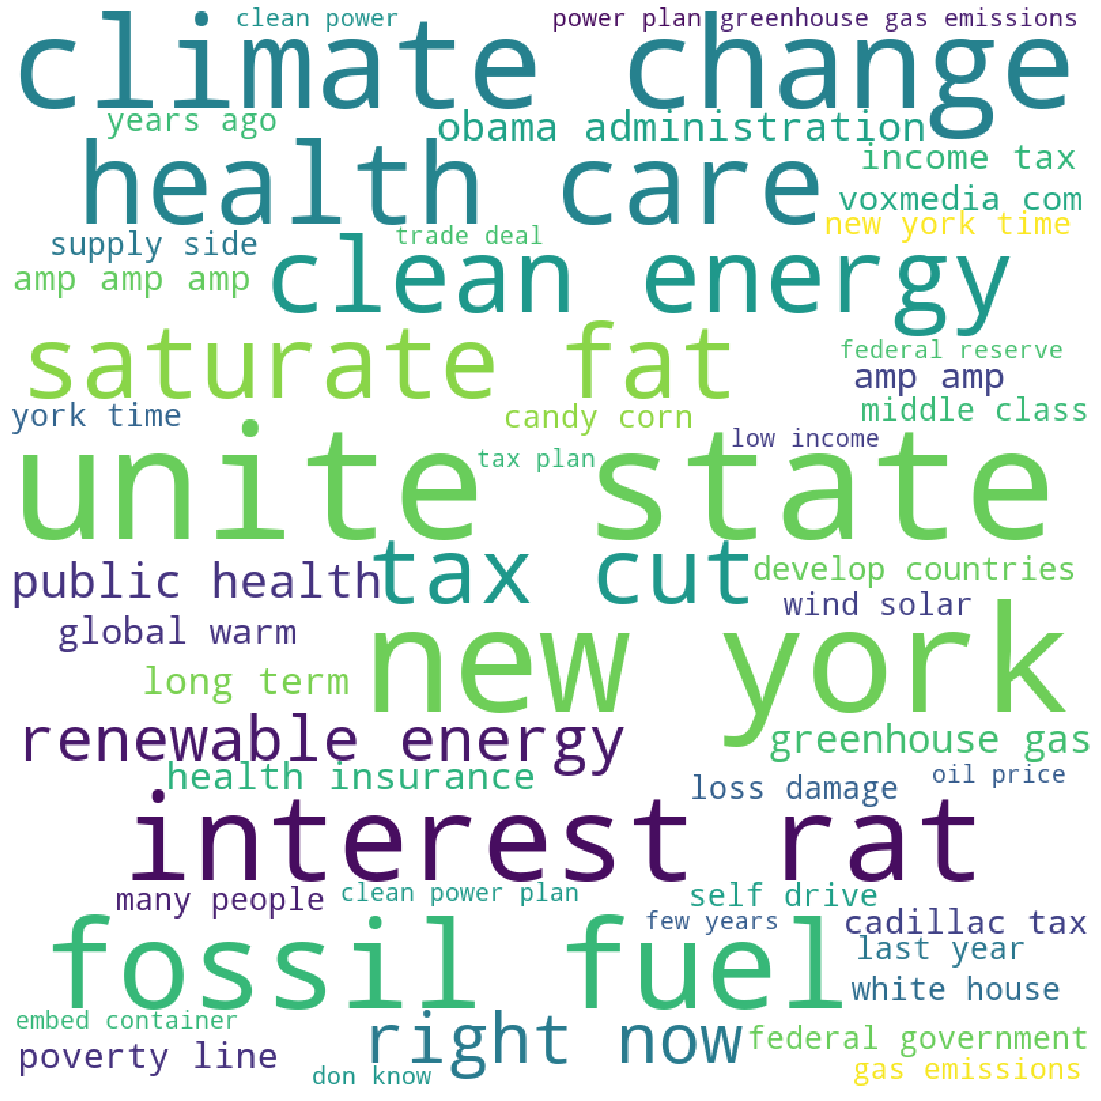 clean power
power plan greenhouse gas emissions
climate change
years ago
obama administration
health care
income tax
voxmedia com
new york time
supply side
trade deal
amp amp amp
clean energy
saturate fat
federal reserve
amp amp
york time
candy corn
middle class
low income
unite state
tax plan
public health
tax cut
develop countries
wind solar
global warm
long term
new york
renewable energy
greenhouse gas
health insurance
loss damage
oil price
interest rat
many people
clean power plan
self drive
few years
cadillac tax
fossil fuel
last year
white house
embed container
right now
federal government
poverty line
don know
gas emissions